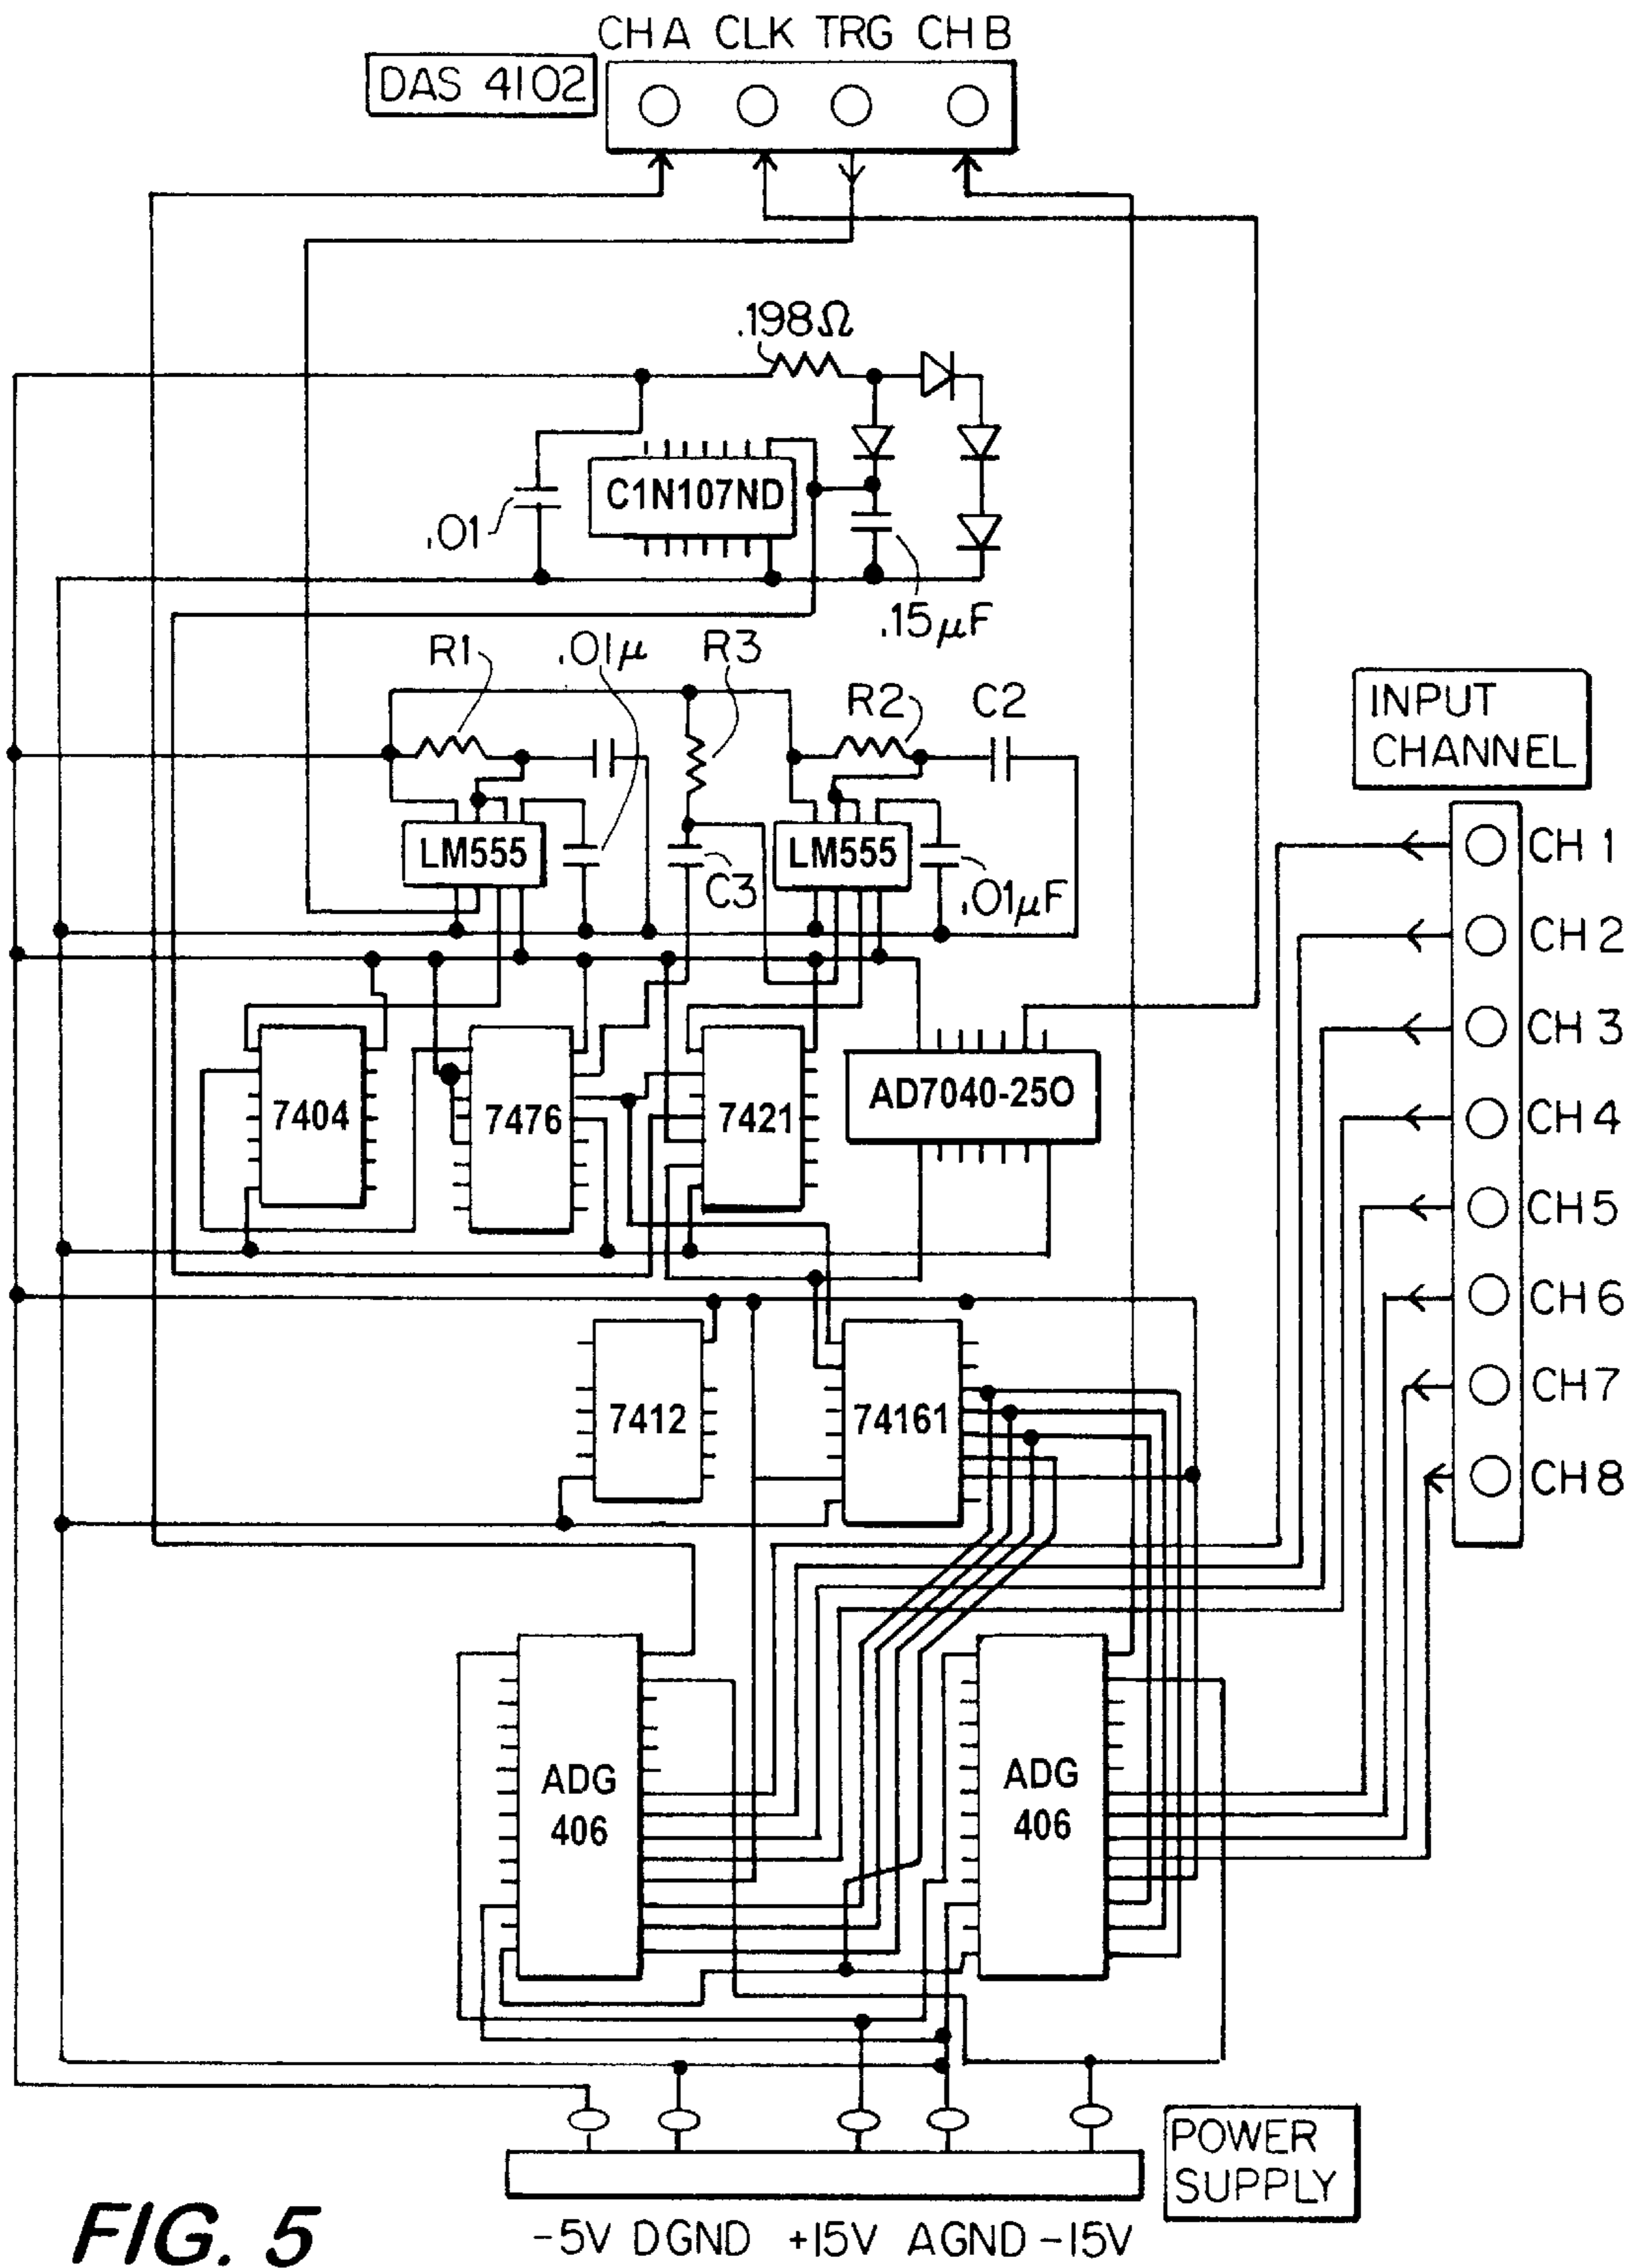 CHA CLK TRG CHB
DAS 4102
.198Ω
C1N107ND
.01
.15μF
R1
.01μ
R3
R2
C2
INPUT
CHANNEL
LM555
LM555
C3
.01μF
CH 1
CH 2
CH 3
CH 4
CH 5
CH 6
CH 7
CH 8
7404
7476
7421
AD7040-250
7412
74161
ADG
406
ADG
406
POWER
SUPPLY
-5V DGND +15V AGND -15V
FIG. 5